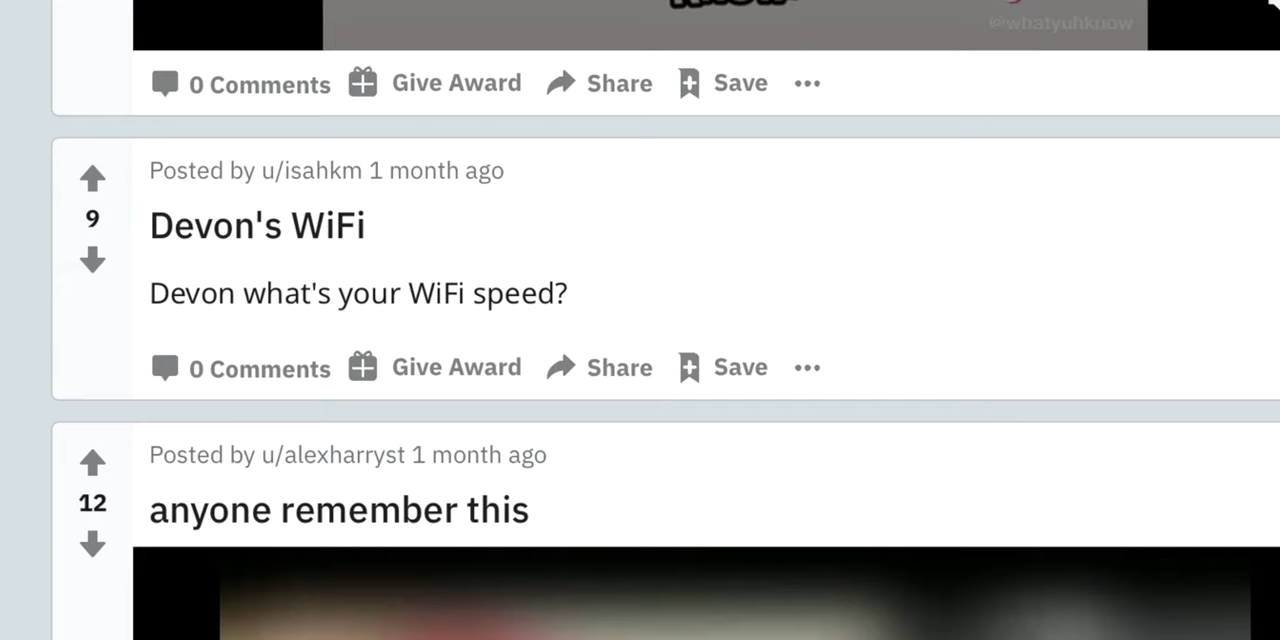 @whatyuhknow
0 Comments Give Award Share Save
Posted by u/isahkm 1 month ago
9
Devon's WiFi
Devon what's your WiFi speed?
0 Comments Give Award Share Save
Posted by u/alexharryst 1 month ago
12
anyone remember this